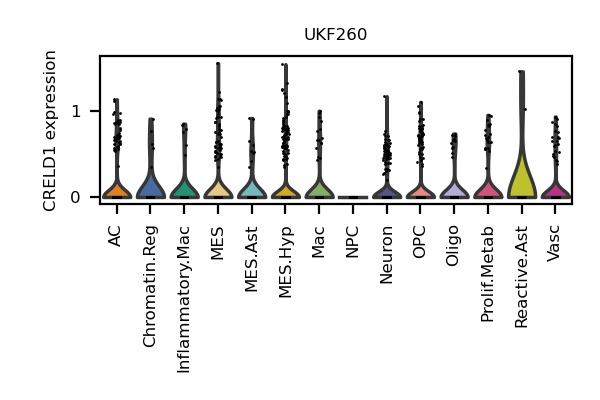 UKF260
CRELD1 expression
1
0
AC
Chromatin.Reg
Inflammatory.Mac
MES
MES.Ast
MES.Hyp
Mac
NPC
Neuron
OPC
Oligo
Prolif.Metab
Reactive.Ast
Vasc